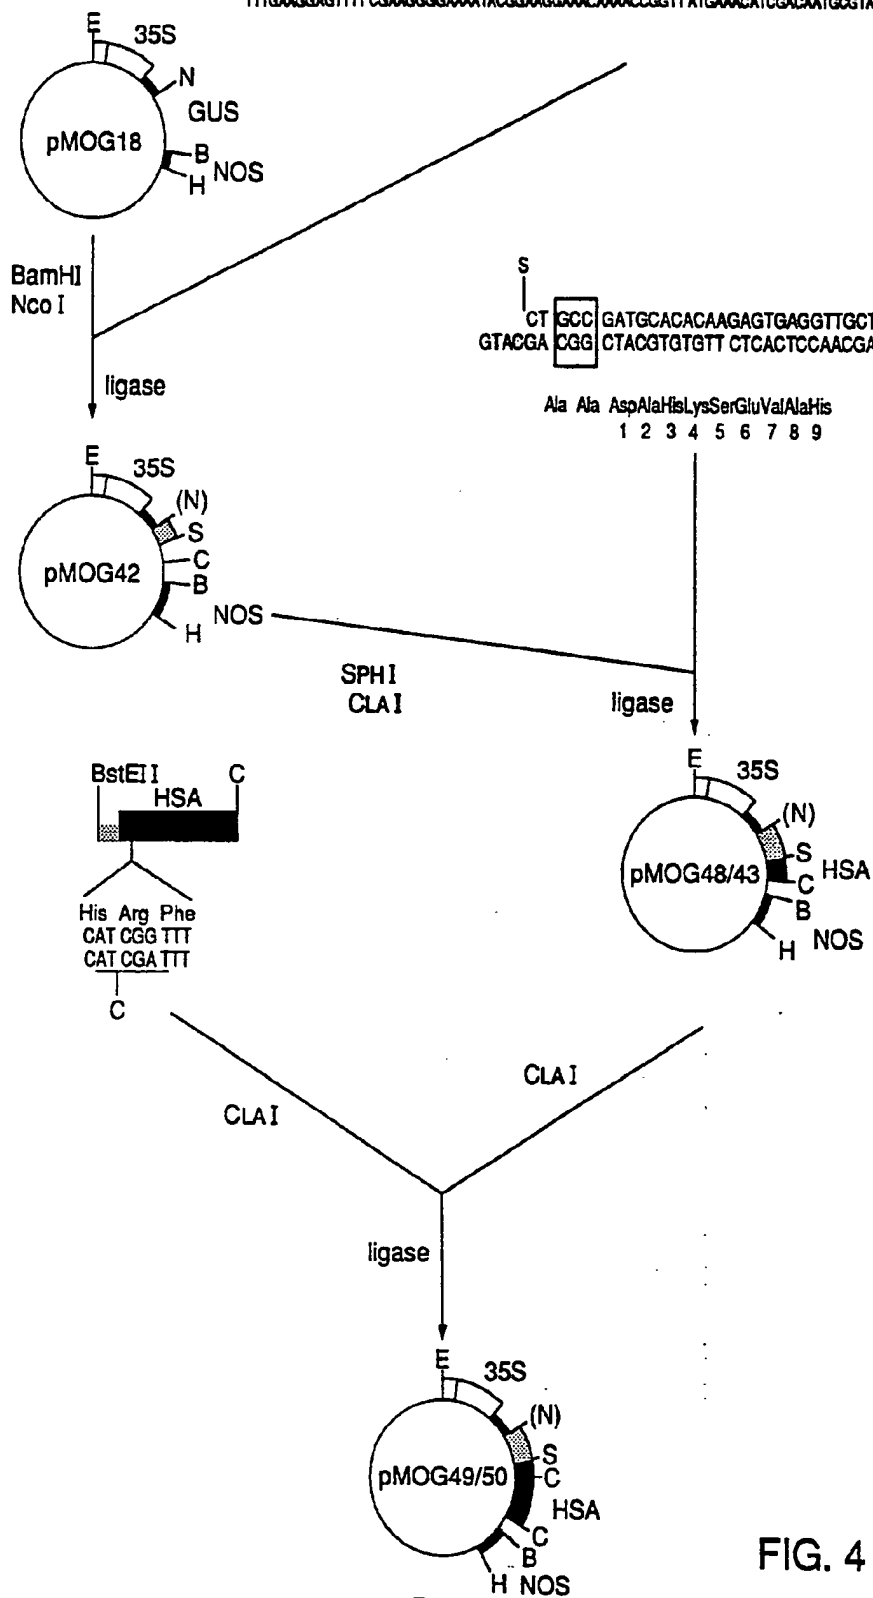 E
35S
N
GUS
pMOG18
B
NOS
H
BamHI
Nco I
ligase
S
CT GCC GATGCACACAAGAGTGAGGTTGCT
GTACGA CGG CTACGTGTGTT CTCACTCCAACGA
Ala Ala AspAlaHisLysSerGluValAlaHis
1 2 3 4 5 6 7 8 9
E
35S
(N)
S
C
pMOG42
B
NOS
H
SPH I
CLA I
ligase
BstEII
C
HSA
His Arg Phe
CAT CGG TTT
CAT CGA TTT
C
E
35S
(N)
S
HSA
pMOG48/43
C
B
NOS
H
CLA I
CLA I
ligase
E
35S
(N)
S
pMOG49/50
C
HSA
C
B
H NOS
FIG. 4